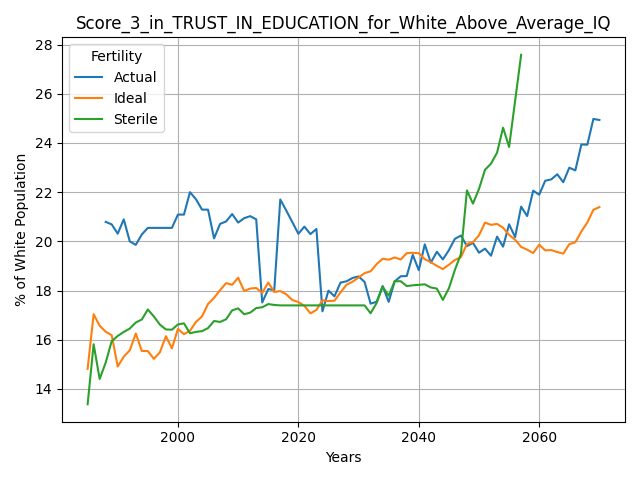 Score_3_in_TRUST_IN_EDUCATION_for_White_Above_Average_IQ
Fertility
Actual
Ideal
Sterile
% of White Population
28
26
24
22
20
18
16
14
2000
2020
2040
2060
Years